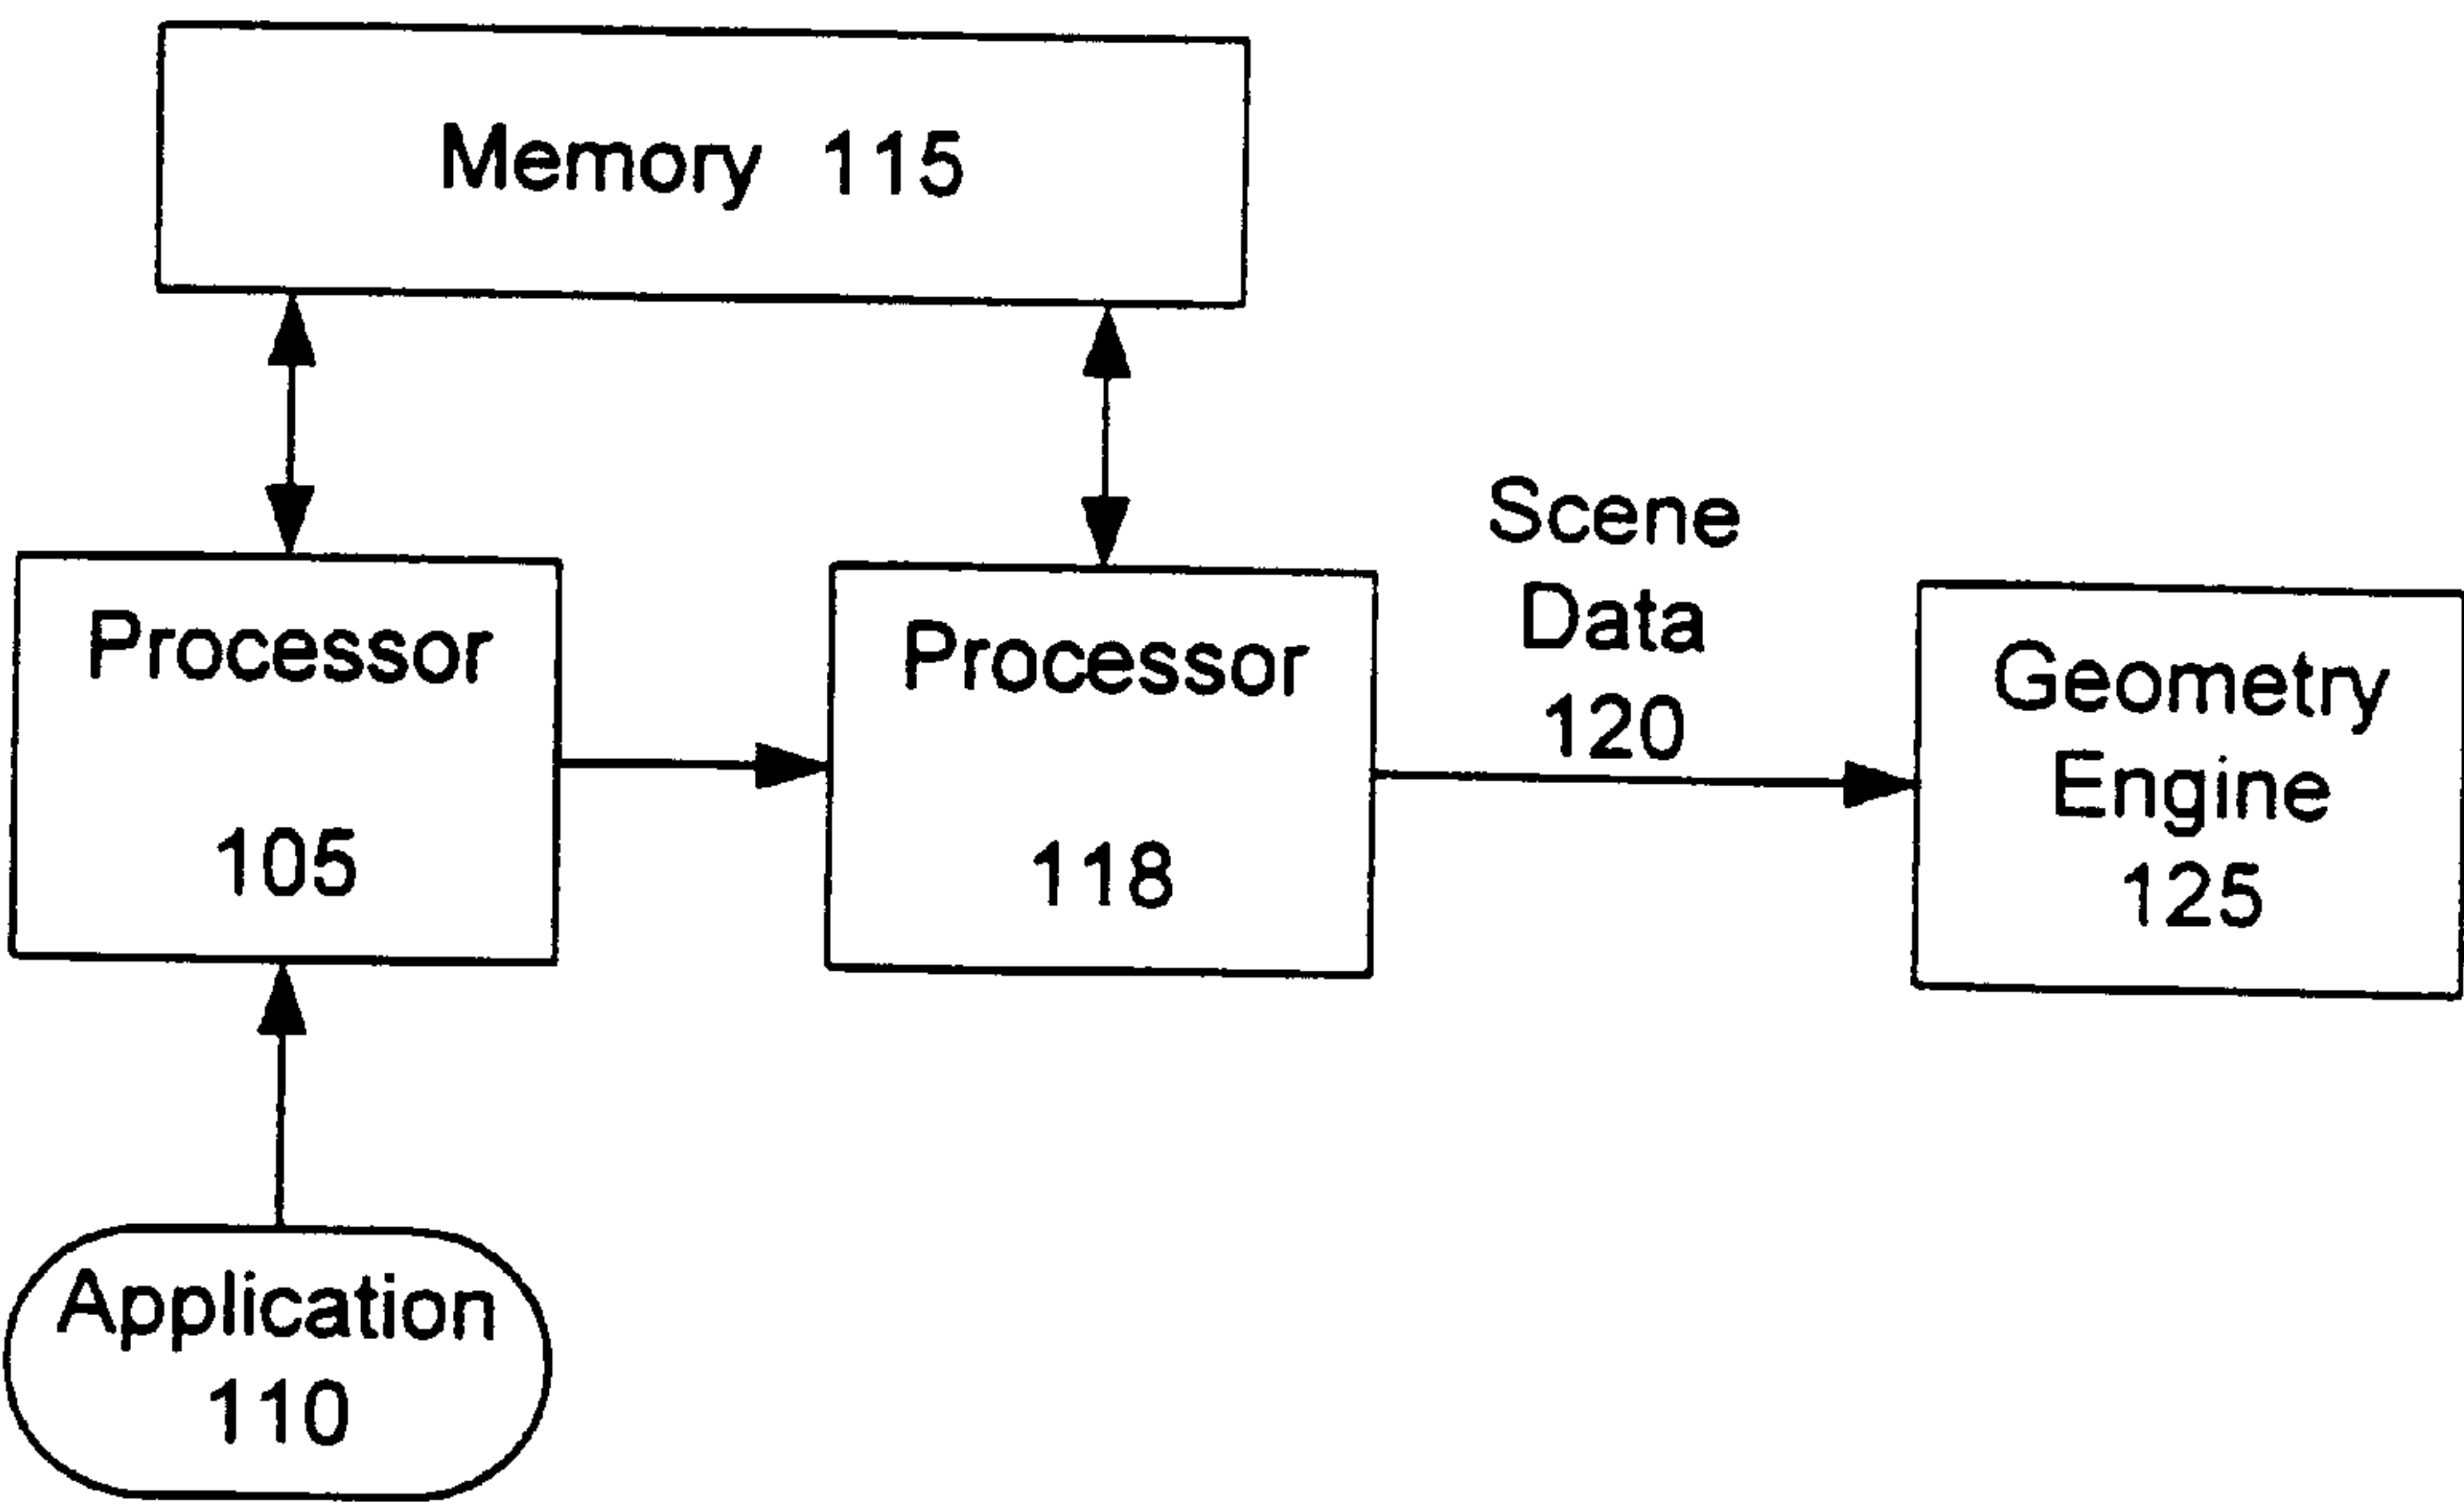 Memory 115
Processor
105
Processor
118
Scene
Data
120
Geometry
Engine
125
Application
110